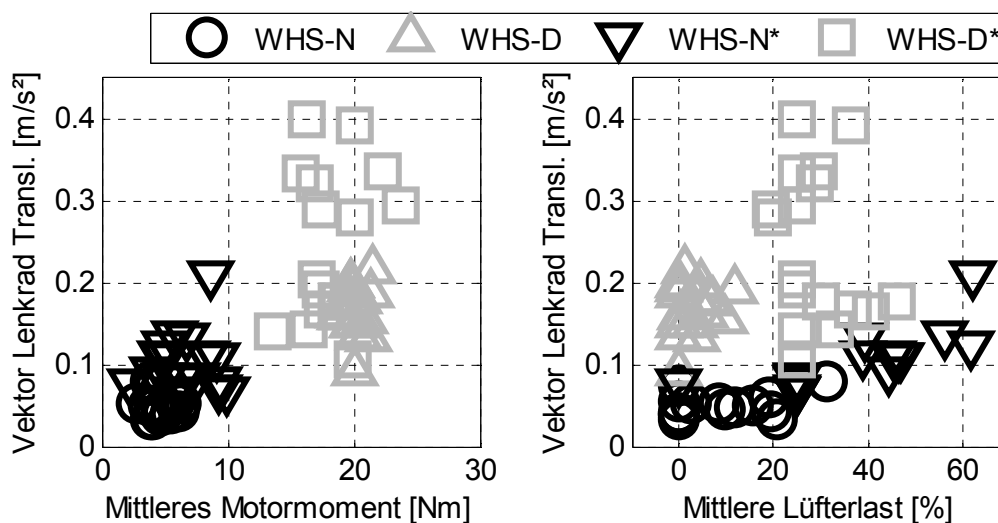 WHS-N WHS-D WHS-N* WHS-D*
Vektor Lenkrad Transl. [m/s²]
0.4
0.3
0.2
0.1
0
0 10 20 30
Mittleres Motormoment [Nm]
Vektor Lenkrad Transl. [m/s²]
0.4
0.3
0.2
0.1
0
0 20 40 60
Mittlere Lüfterlast [%]